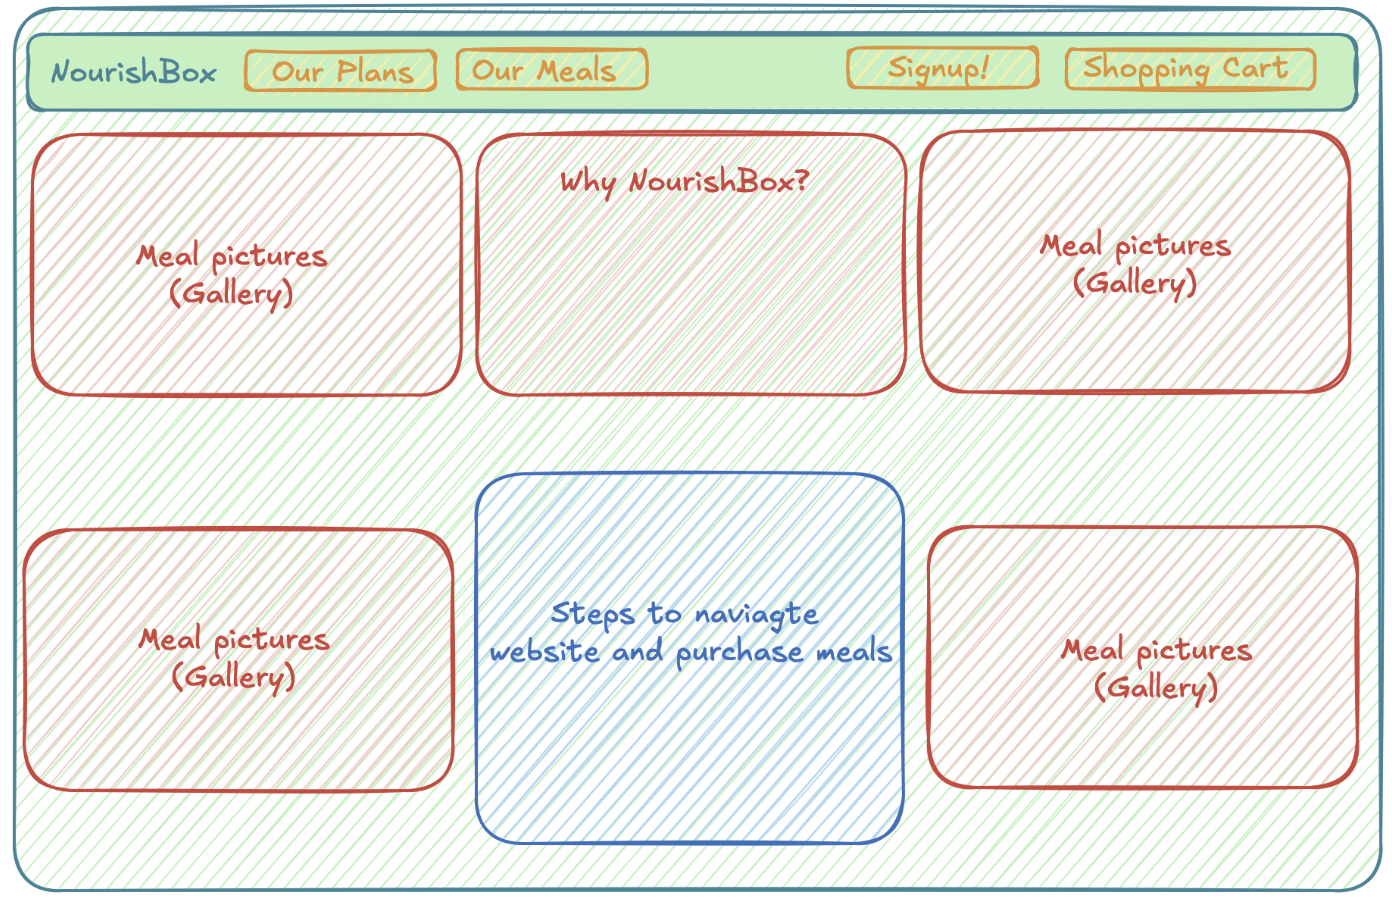 NourishBox
Our Plans
Our Meals
Signup!
Shopping Cart
Meal pictures
(Gallery)
Why NourishBox?
Meal pictures
(Gallery)
Meal pictures
(Gallery)
Steps to naviagte
website and purchase meals
Meal pictures
(Gallery)